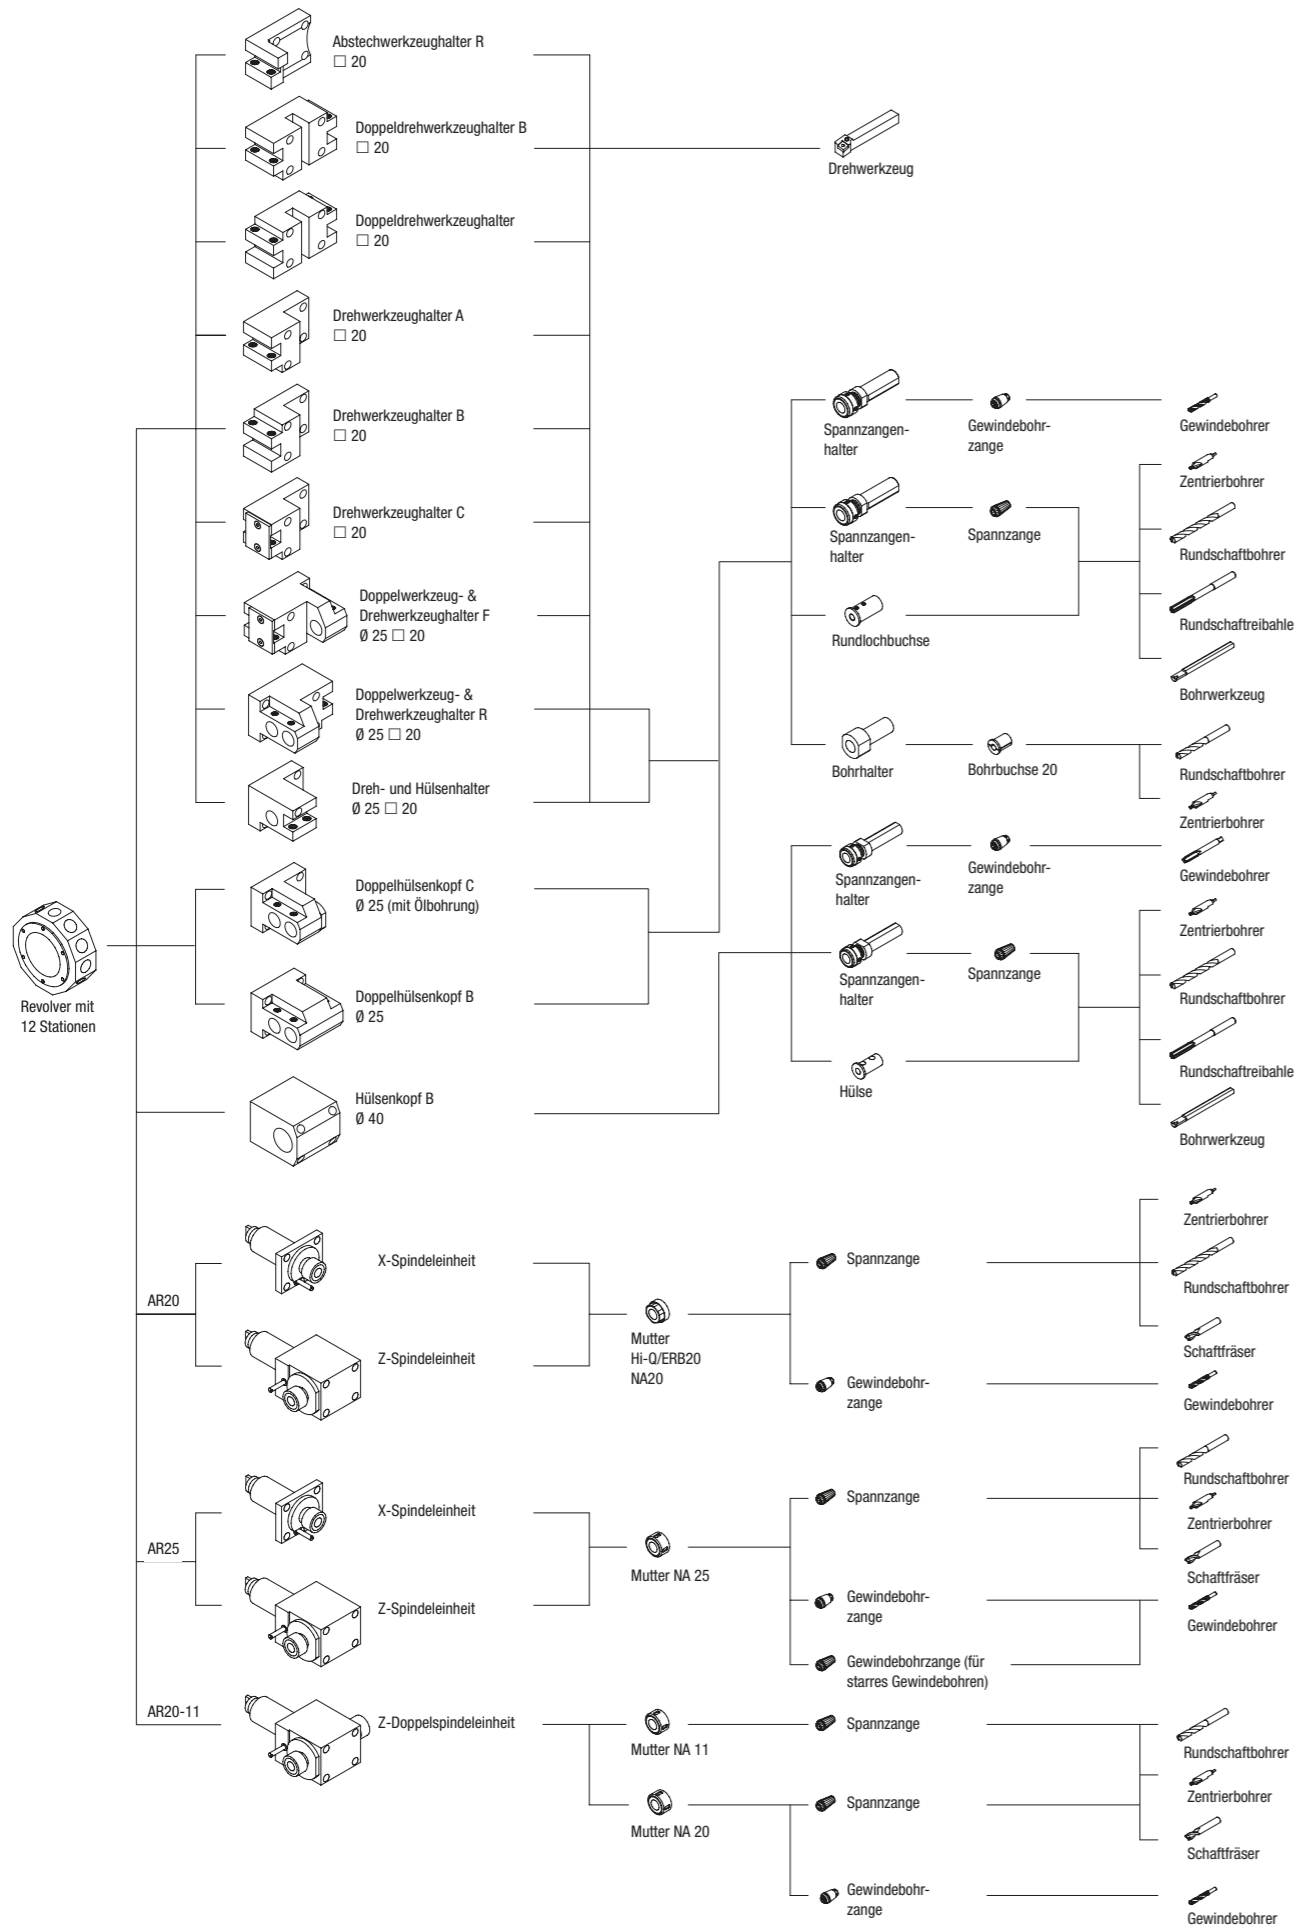 Abstechwerkzeughalter R
□ 20
Doppeldrehwerkzeughalter B
□ 20
Drehwerkzeug
Doppeldrehwerkzeughalter
□ 20
Drehwerkzeughalter A
□ 20
Drehwerkzeughalter B
□ 20
Drehwerkzeughalter C
□ 20
Doppelwerkzeug- &
Drehwerkzeughalter F
Ø 25 □ 20
Doppelwerkzeug- &
Drehwerkzeughalter R
Ø 25 □ 20
Dreh- und Hülsenhalter
Ø 25 □ 20
Doppelhülsenkopf C
Ø 25 (mit Ölbohrung)
Doppelhülsenkopf B
Ø 25
Hülsenkopf B
Ø 40
Revolver mit
12 Stationen
Spannzangen-
halter
Gewindebohr-
zange
Gewindebohrer
Spannzangen-
halter
Spannzange
Zentrierbohrer
Rundschaftbohrer
Rundlochbuchse
Rundschaftreibahle
Bohrwerkzeug
Bohrhalter
Bohrbuchse 20
Rundschaftbohrer
Zentrierbohrer
Spannzangen-
halter
Gewindebohr-
zange
Gewindebohrer
Spannzangen-
halter
Spannzange
Zentrierbohrer
Rundschaftbohrer
Hülse
Rundschaftreibahle
Bohrwerkzeug
AR20
X-Spindeleinheit
Z-Spindeleinheit
Mutter
Hi-Q/ERB20
NA20
Spannzange
Zentrierbohrer
Rundschaftbohrer
Schaftfräser
Gewindebohr-
zange
Gewindebohrer
AR25
X-Spindeleinheit
Z-Spindeleinheit
Mutter NA 25
Spannzange
Rundschaftbohrer
Zentrierbohrer
Schaftfräser
Gewindebohr-
zange
Gewindebohrer
Gewindebohrzange (für
starres Gewindebohren)
AR20-11
Z-Doppelspindeleinheit
Mutter NA 11
Spannzange
Rundschaftbohrer
Zentrierbohrer
Mutter NA 20
Spannzange
Schaftfräser
Gewindebohr-
zange
Gewindebohrer